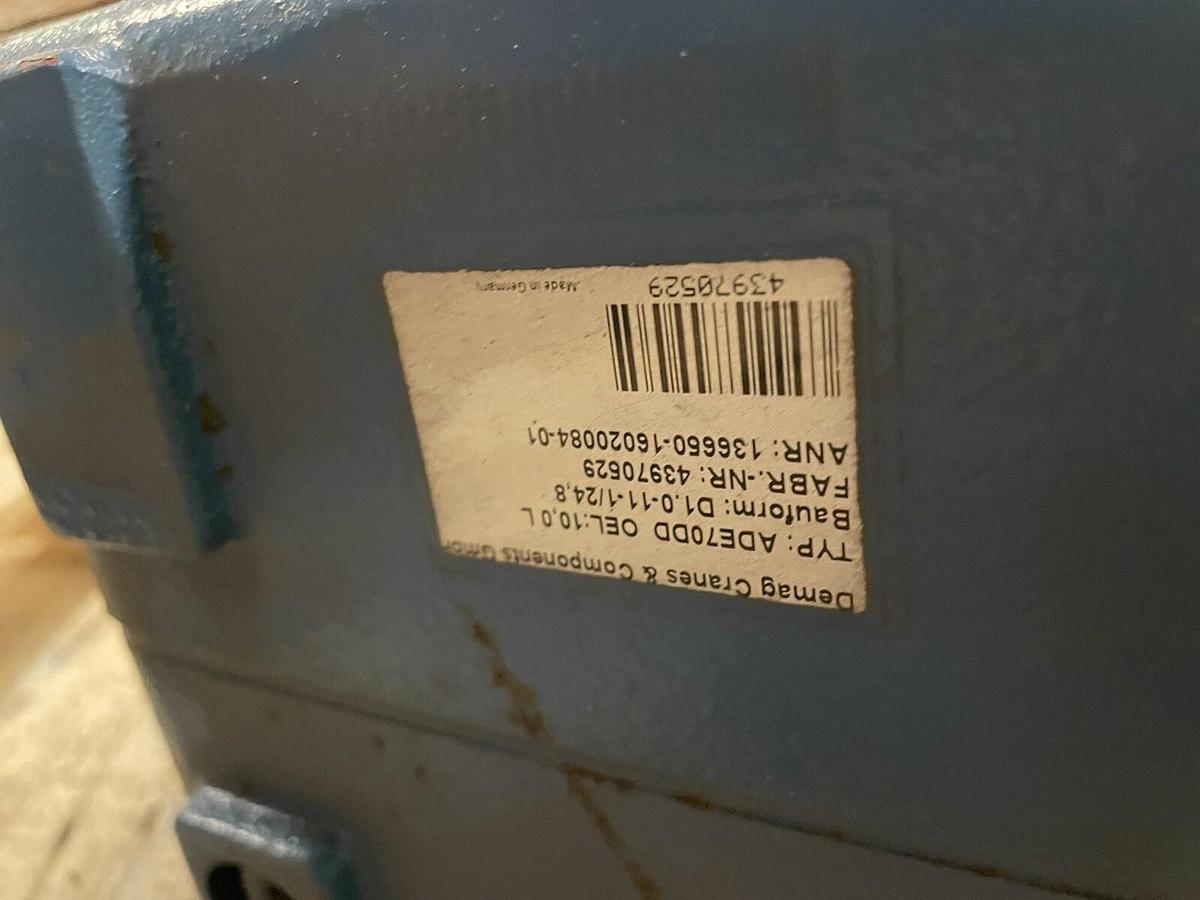 Demag Cranes & Components GmbH
TYP: ADE70DD OEL:10,0 L
Bauform: D1.0-11-1/24,8
FABR.-NR: 43970529
ANR: 136650-16020084-01
43970529
Made in Germany